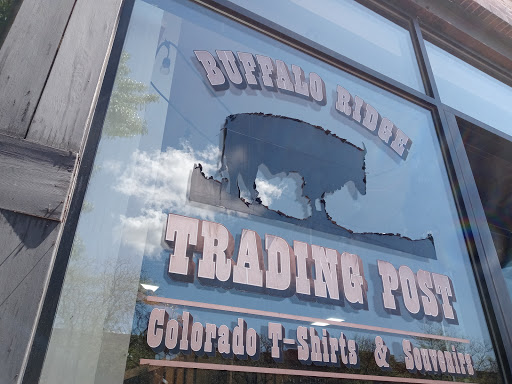 BUFFALO RIDGE
TRADING POST
Colorado T-Shirts & Souvenirs